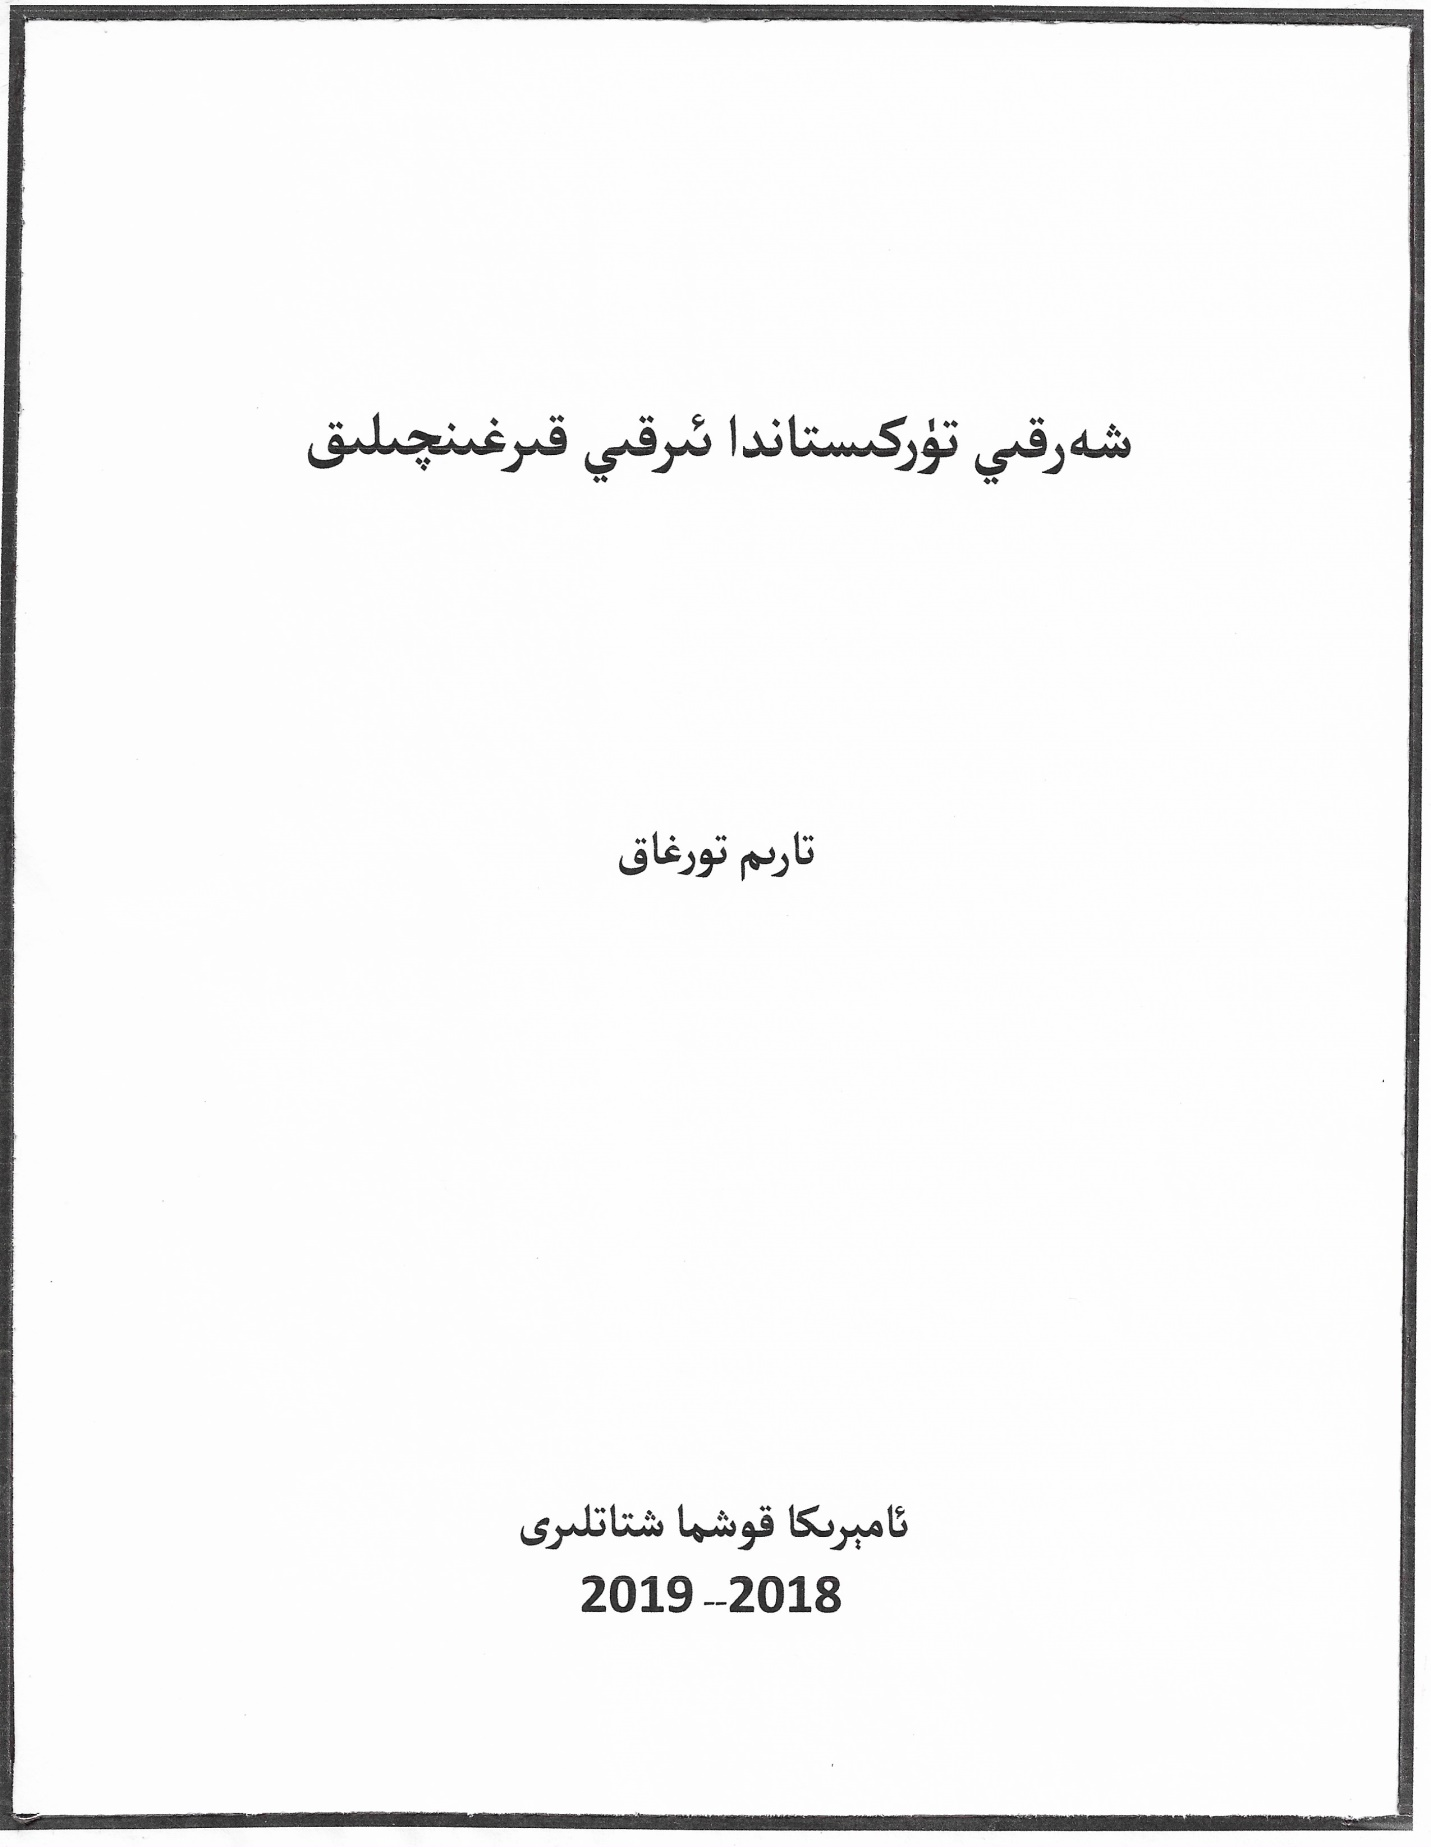 شەرقىي تۈركىستاندا ئىرقىي قىرغىنچىلىق
تارىم تورغاق
ئامېرىكا قوشما شتاتلىرى
2018--2019